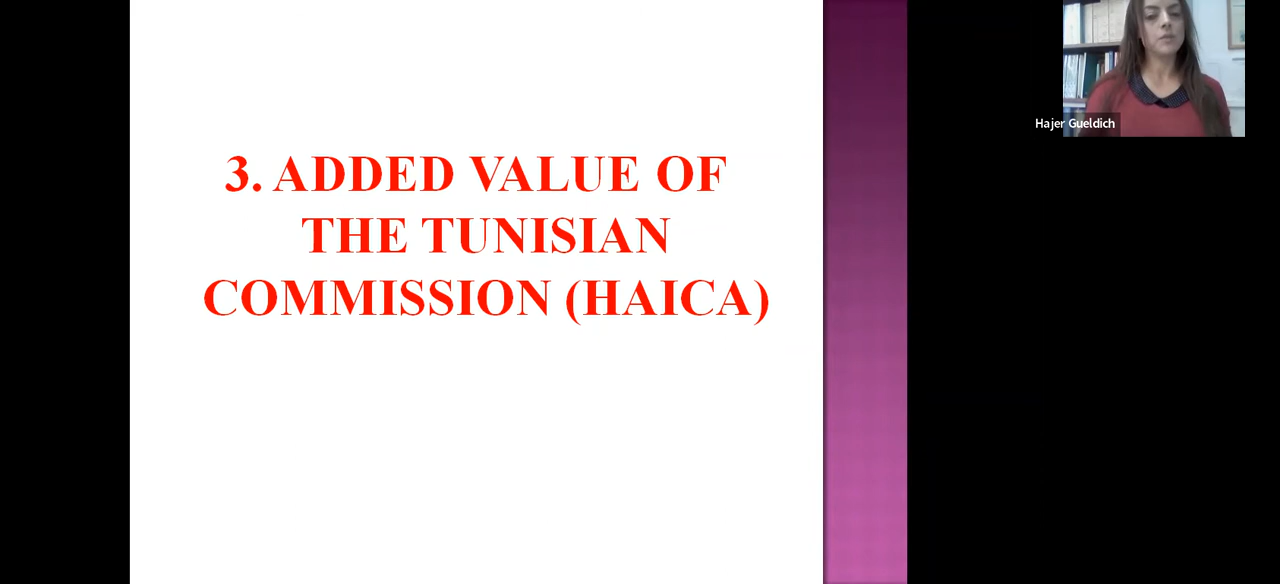 3. ADDED VALUE OF
THE TUNISIAN
COMMISSION (HAICA)
Hajer Gueldich